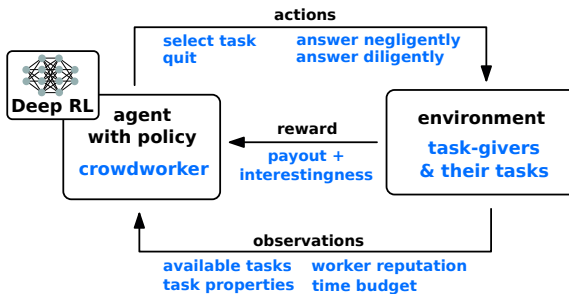 actions
select task answer negligently
quit answer diligently
Deep RL
agent
with policy
crowdworker
reward
payout +
interestingness
environment
task-givers
& their tasks
observations
available tasks worker reputation
task properties time budget